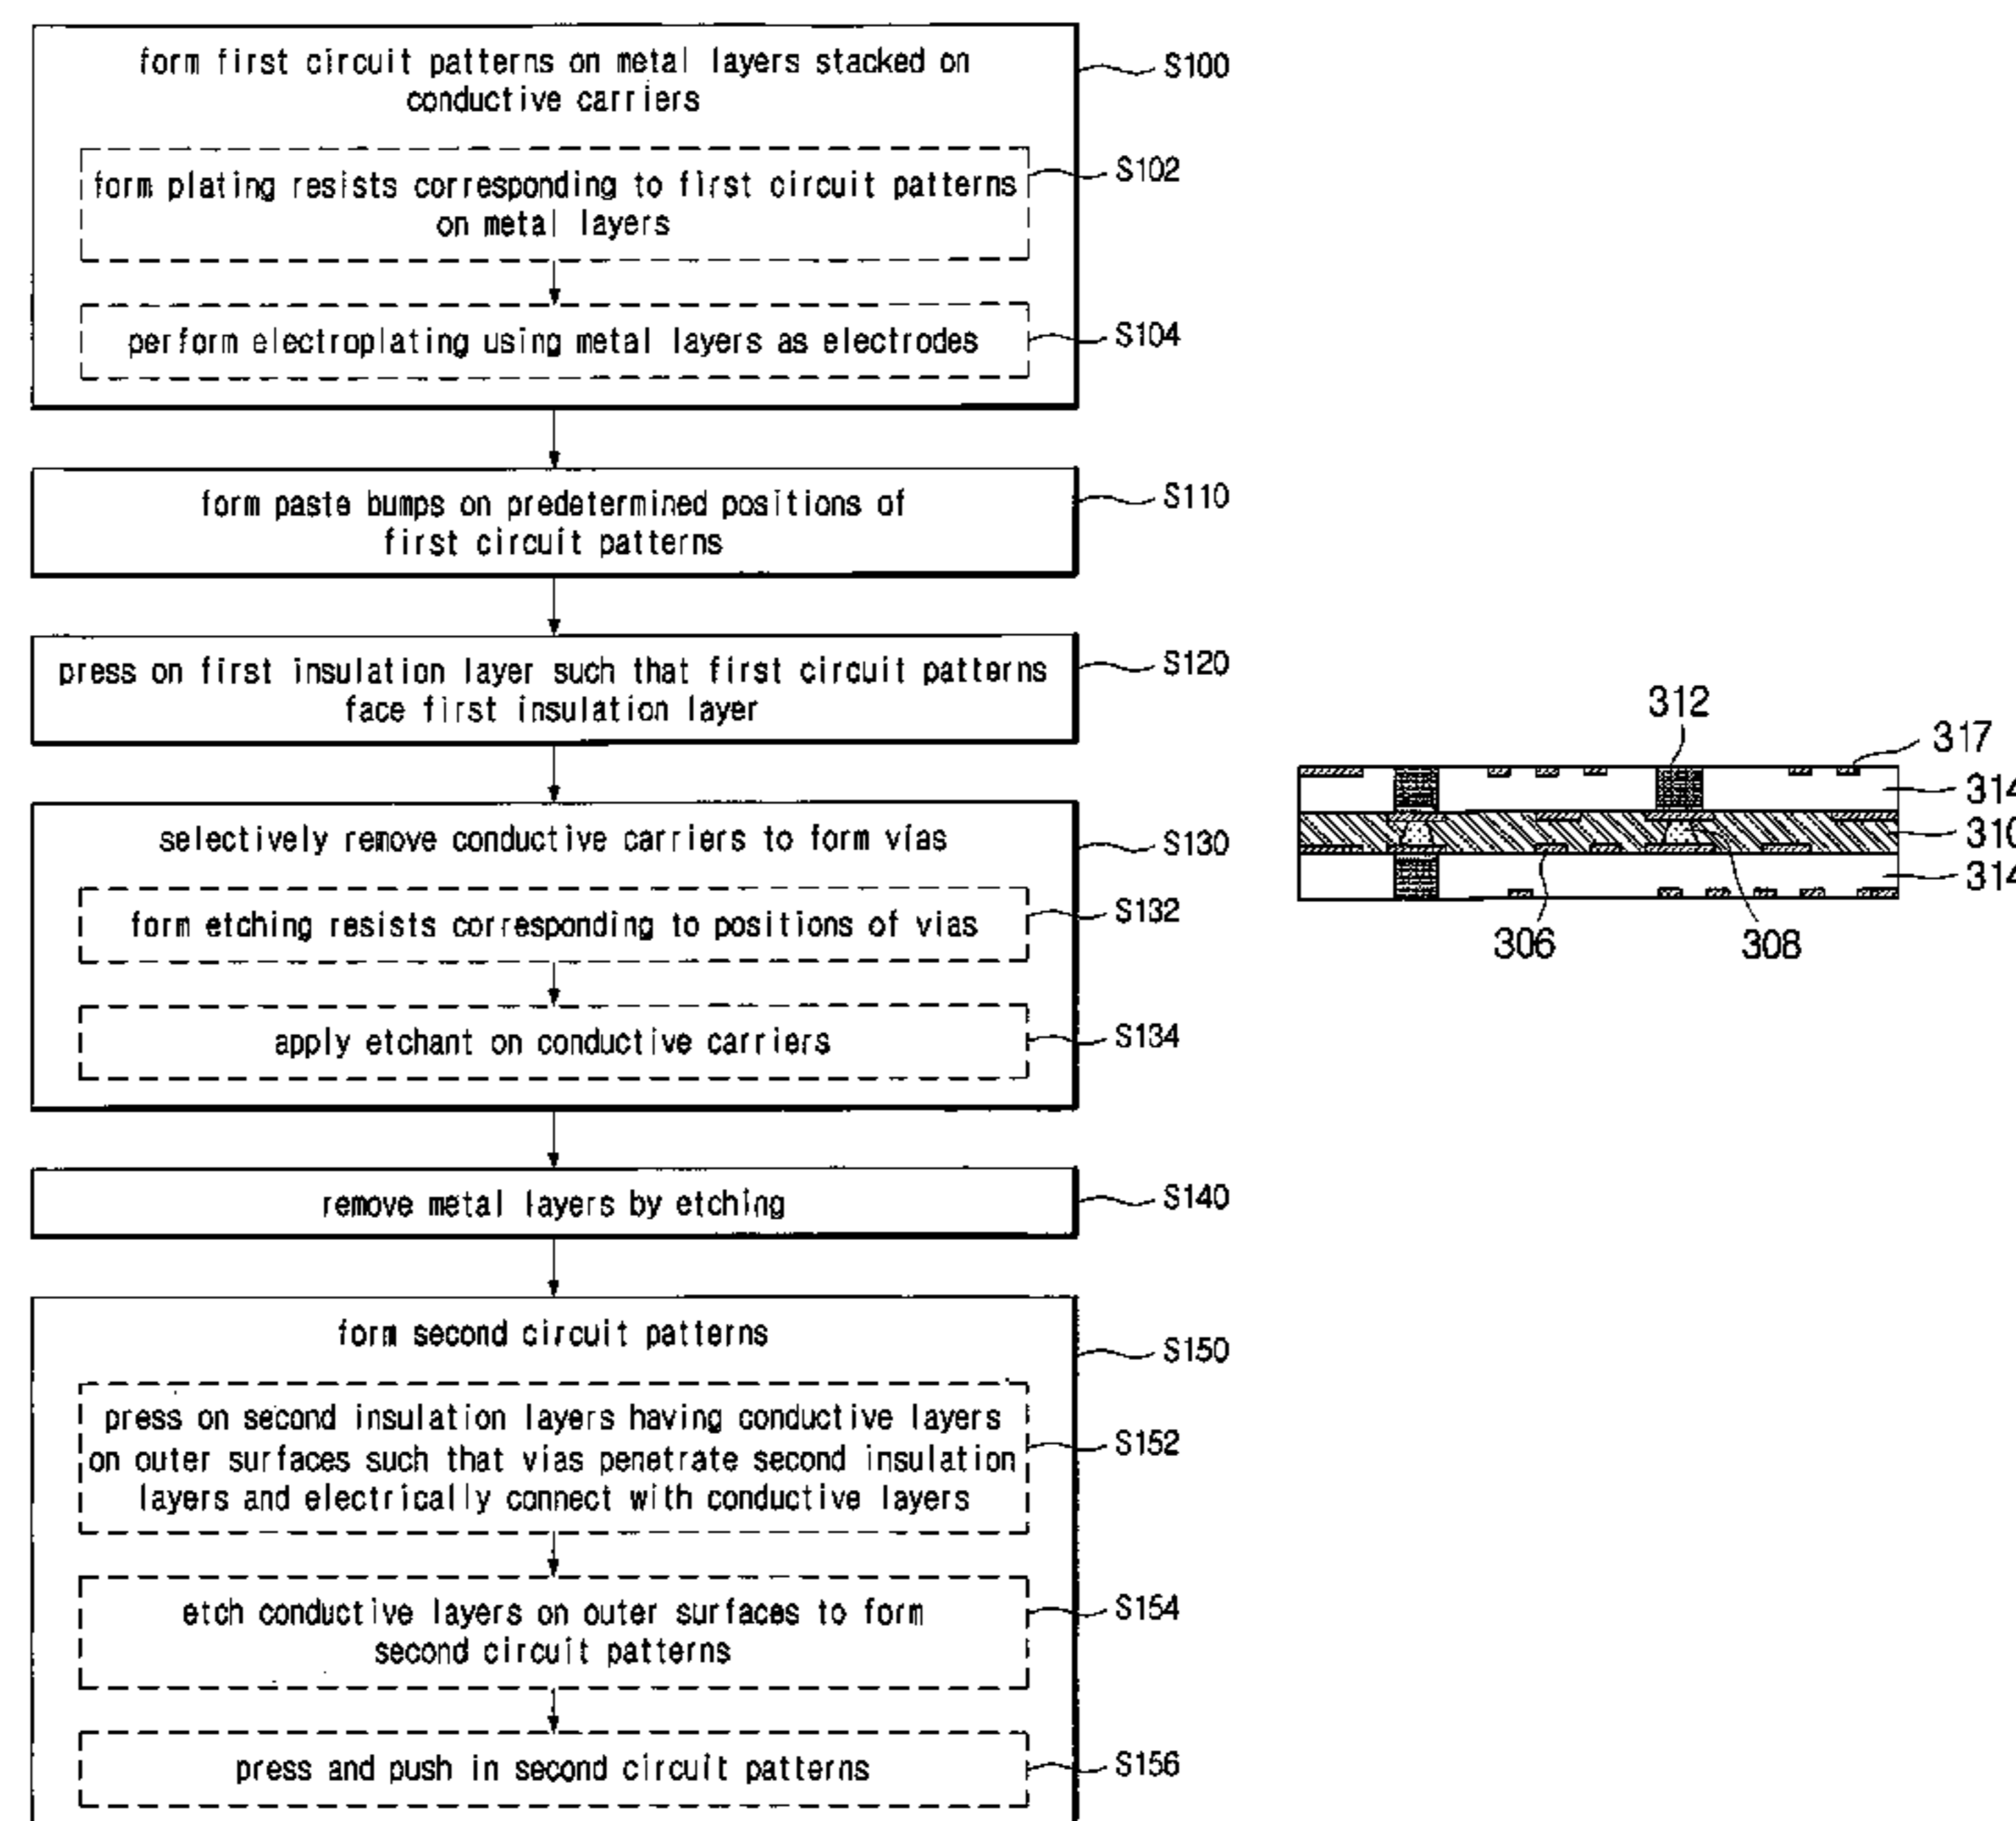 form first circuit patterns on metal layers stacked on
conductive carriers
S100
form plating resists corresponding to first circuit patterns
on metal layers
S102
perform electroplating using metal layers as electrodes
S104
form paste bumps on predetermined positions of
first circuit patterns
S110
press on first insulation layer such that first circuit patterns
face first insulation layer
S120
selectively remove conductive carriers to form vias
S130
form etching resists corresponding to positions of vias
S132
apply etchant on conductive carriers
S134
remove metal layers by etching
S140
form second circuit patterns
S150
press on second insulation layers having conductive layers
on outer surfaces such that vias penetrate second insulation
layers and electrically connect with conductive layers
S152
etch conductive layers on outer surfaces to form
second circuit patterns
S154
press and push in second circuit patterns
S156
312
317
314
310
314
306
308